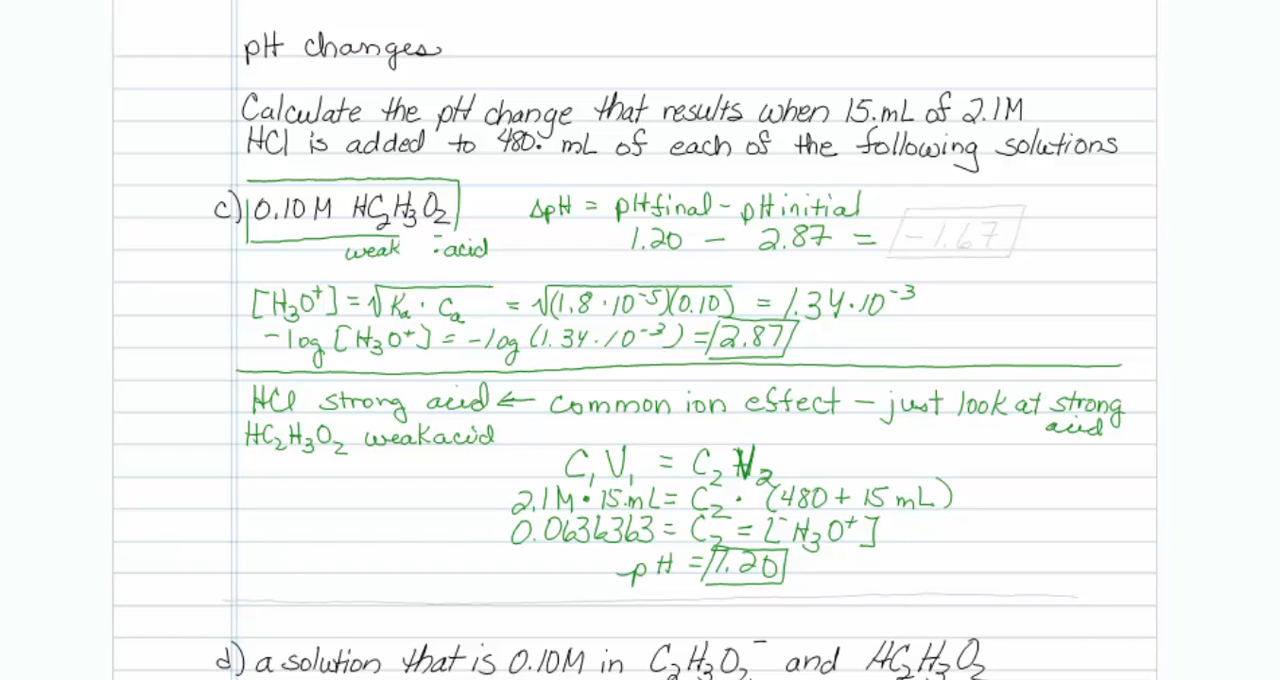 pH changes
Calculate the pH change that results when 15.mL of 2.1M
HCl is added to 480. mL of each of the following solutions
c) 0.10M HC₂H₃O₂ ΔpH = pHfinal - pHinitial
weak acid 1.20 - 2.87 = -1.67
[H₃O⁺] = √Ka · Ca = √(1.8·10⁻⁵)(0.10) = 1.34·10⁻³
-log [H₃O⁺] = -log (1.34·10⁻³) = 2.87
HCl strong acid ← common ion effect - just look at strong
HC₂H₃O₂ weak acid acid
C₁V₁ = C₂V₂
2.1M · 15.mL = C₂ · (480 + 15 mL)
0.0636363 = C₂ = [H₃O⁺]
pH = 1.20
d) a solution that is 0.10M in C₂H₃O₂⁻ and HC₂H₃O₂